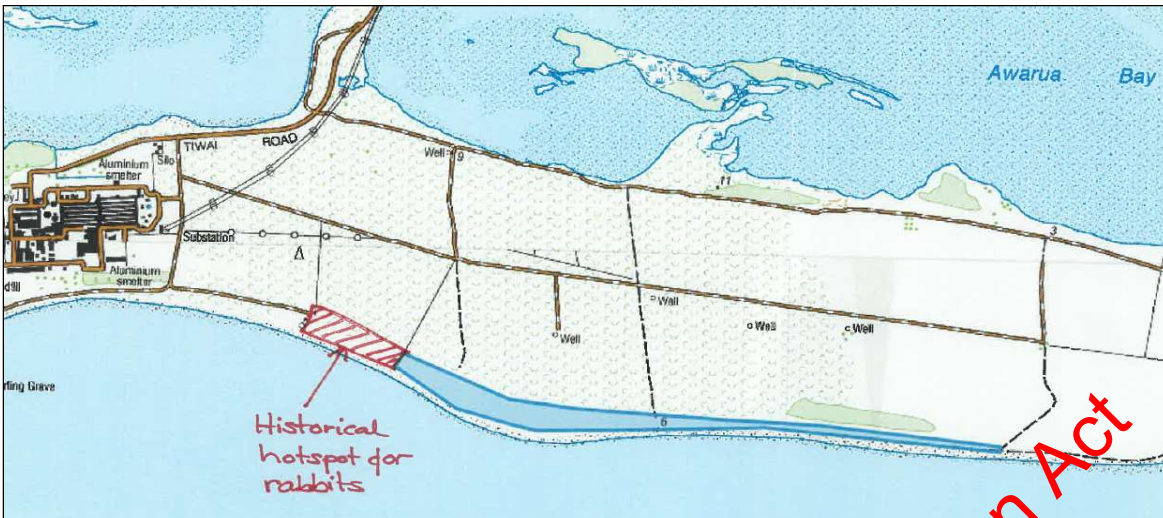 Awarua Bay
TIWAI ROAD
Well 9
Silo
Aluminium
smelter
11
3
Substation
Aluminium
smelter
Well
Well
Well
Well
6
Historical
hotspot for
rabbits
n Act